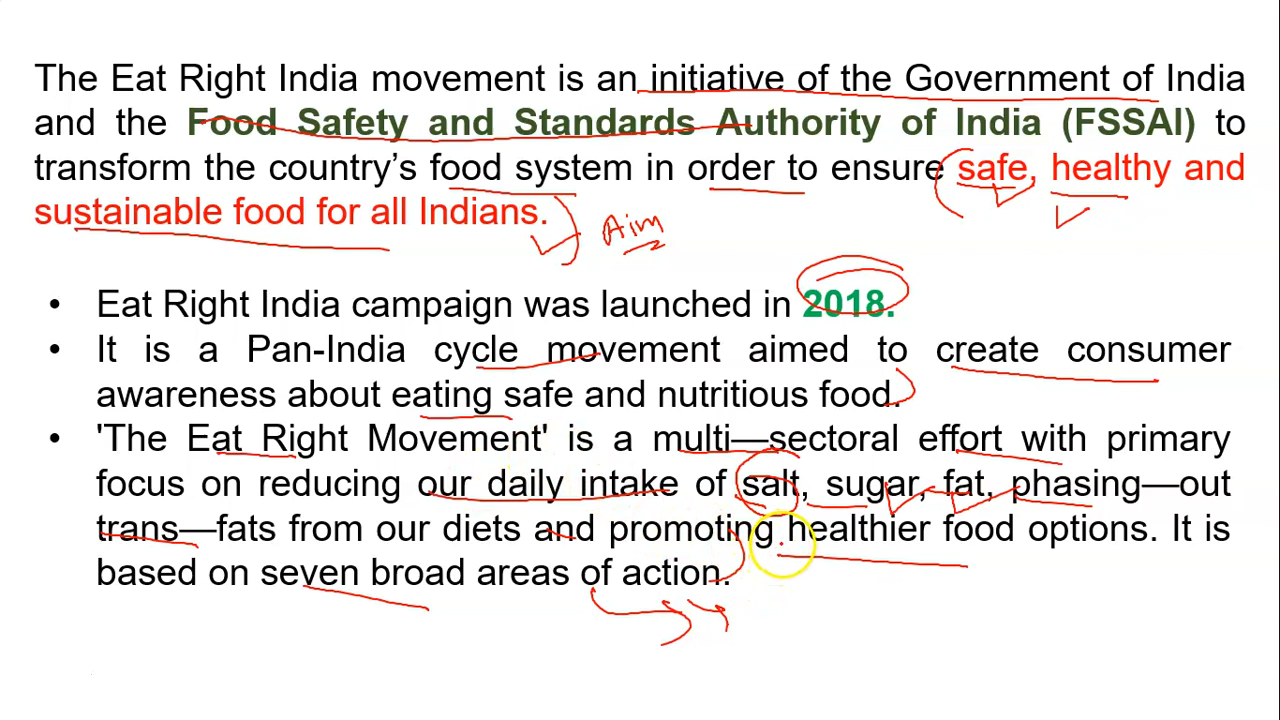 The Eat Right India movement is an initiative of the Government of India
and the Food Safety and Standards Authority of India (FSSAI) to
transform the country’s food system in order to ensure safe, healthy and
sustainable food for all Indians.
Aim
• Eat Right India campaign was launched in 2018.
• It is a Pan-India cycle movement aimed to create consumer
awareness about eating safe and nutritious food.
• 'The Eat Right Movement' is a multi—sectoral effort with primary
focus on reducing our daily intake of salt, sugar, fat, phasing—out
trans—fats from our diets and promoting healthier food options. It is
based on seven broad areas of action.